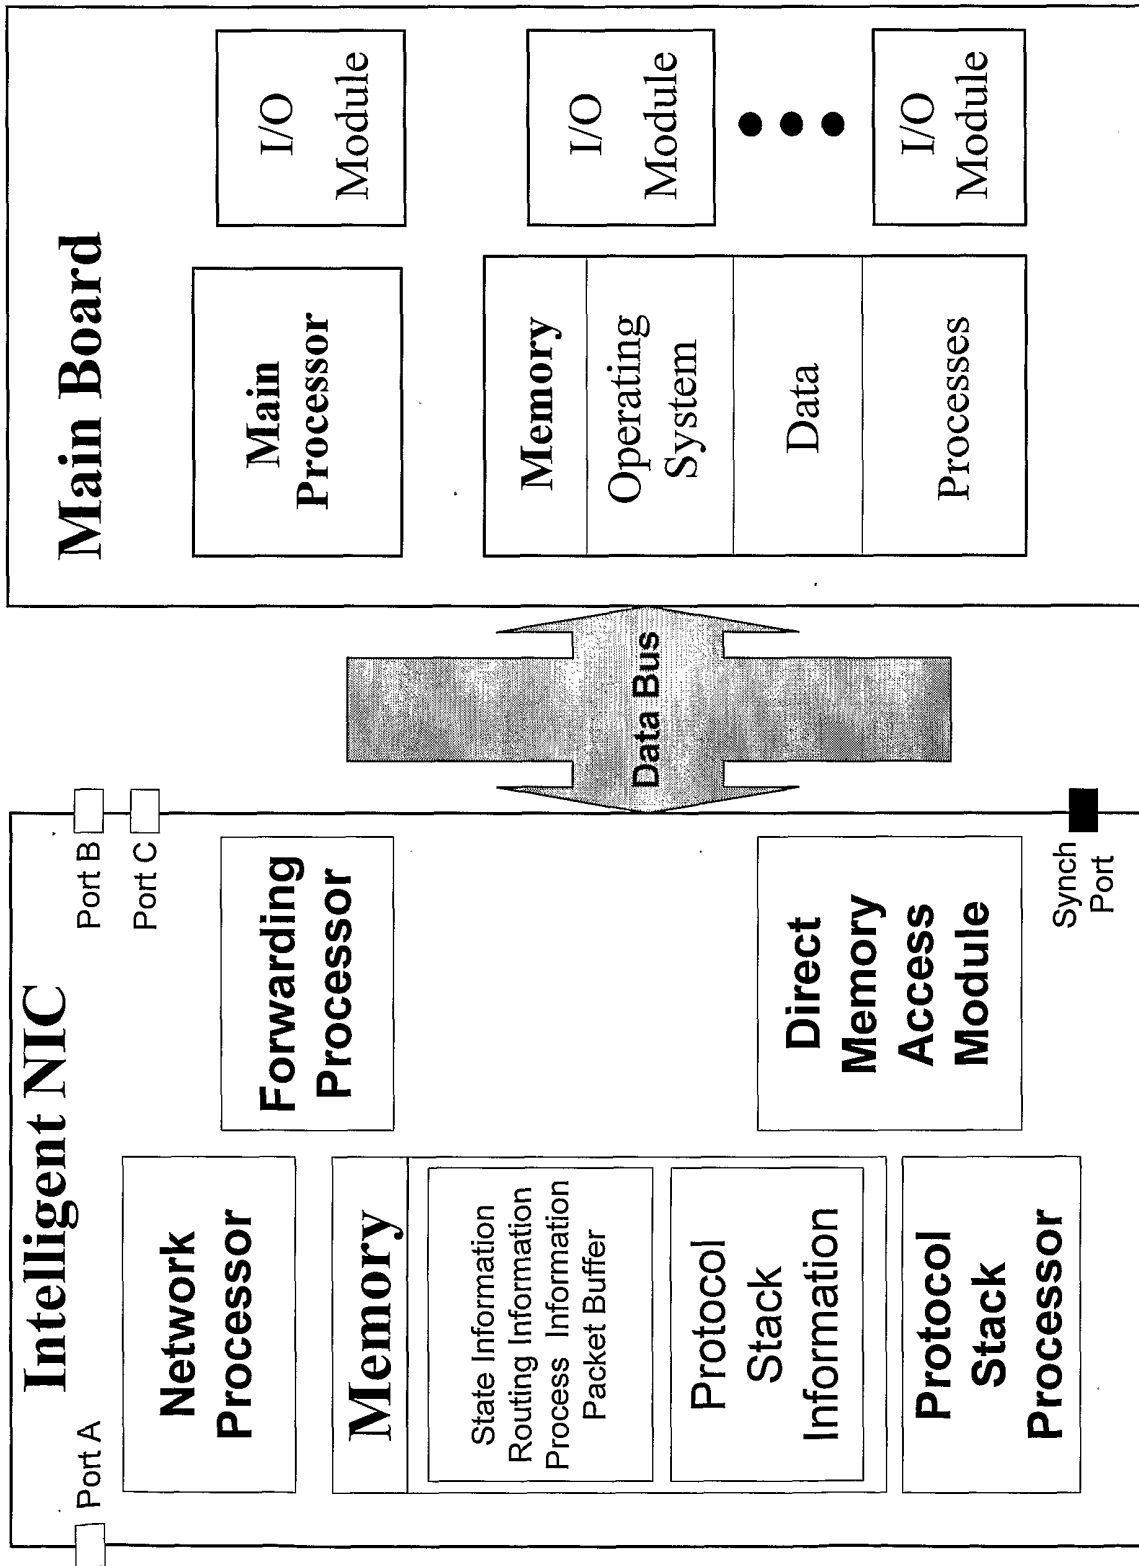 Intelligent NIC
Port A
Port B
Port C
Network
Processor
Forwarding
Processor
Memory
State Information
Routing Information
Process Information
Packet Buffer
Protocol
Stack
Information
Direct
Memory
Access
Module
Protocol
Stack
Processor
Synch
Port
Data Bus
Main Board
Main
Processor
I/O
Module
Memory
Operating
System
Data
Processes
I/O
Module
I/O
Module